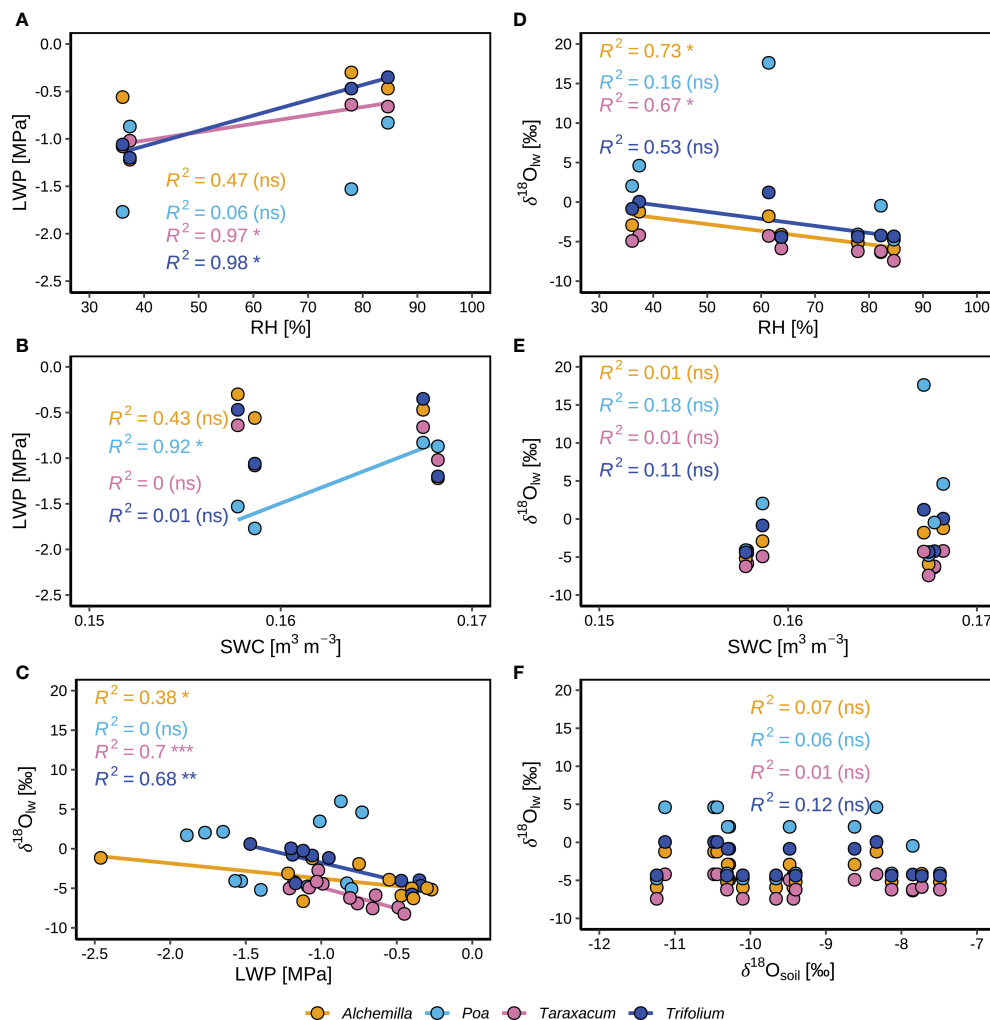 A
0.0
-0.5
-1.0
-1.5
-2.0
-2.5
LWP [MPa]
R² = 0.47 (ns)
R² = 0.06 (ns)
R² = 0.97 *
R² = 0.98 *
30 40 50 60 70 80 90 100
RH [%]
D
20
15
10
5
0
-5
-10
δ¹⁸Olw [‰]
R² = 0.73 *
R² = 0.16 (ns)
R² = 0.67 *
R² = 0.53 (ns)
30 40 50 60 70 80 90 100
RH [%]
B
0.0
-0.5
-1.0
-1.5
-2.0
-2.5
LWP [MPa]
R² = 0.43 (ns)
R² = 0.92 *
R² = 0 (ns)
R² = 0.01 (ns)
0.15 0.16 0.17
SWC [m³ m⁻³]
E
20
15
10
5
0
-5
-10
δ¹⁸Olw [‰]
R² = 0.01 (ns)
R² = 0.18 (ns)
R² = 0.01 (ns)
R² = 0.11 (ns)
0.15 0.16 0.17
SWC [m³ m⁻³]
C
20
15
10
5
0
-5
-10
δ¹⁸Olw [‰]
R² = 0.38 *
R² = 0 (ns)
R² = 0.7 ***
R² = 0.68 **
-2.5 -2.0 -1.5 -1.0 -0.5 0.0
LWP [MPa]
F
20
15
10
5
0
-5
-10
δ¹⁸Olw [‰]
R² = 0.07 (ns)
R² = 0.06 (ns)
R² = 0.01 (ns)
R² = 0.12 (ns)
-12 -11 -10 -9 -8 -7
δ¹⁸Osoil [‰]
Alchemilla Poa Taraxacum Trifolium